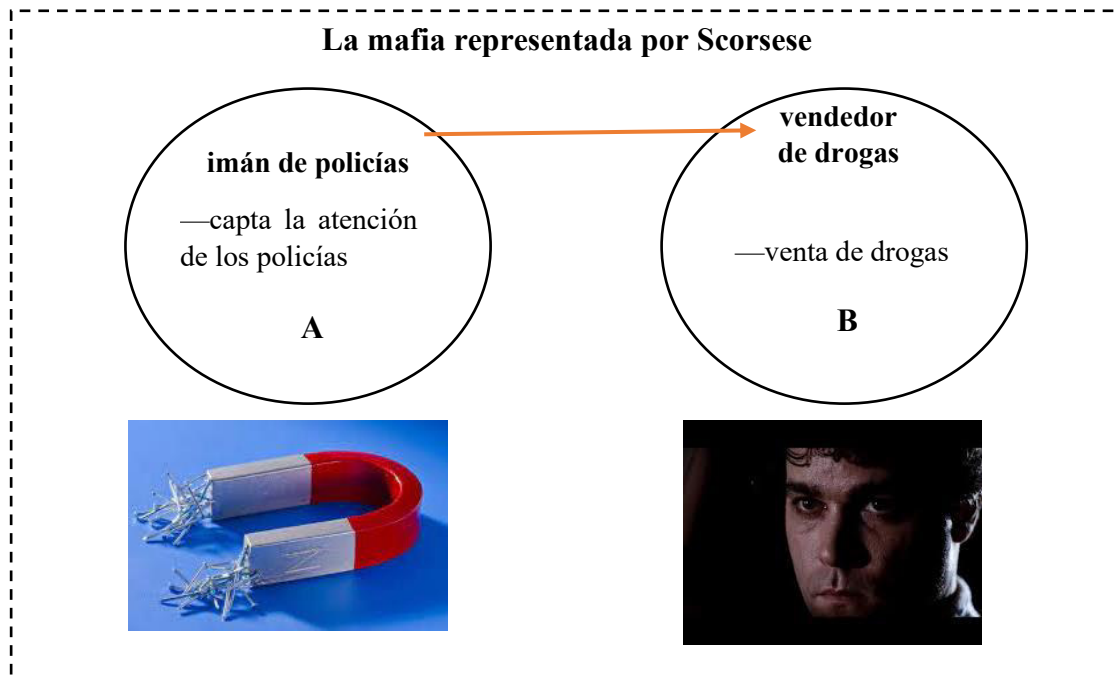 La mafia representada por Scorsese
imán de policías
—capta la atención
de los policías
A
vendedor
de drogas
—venta de drogas
B